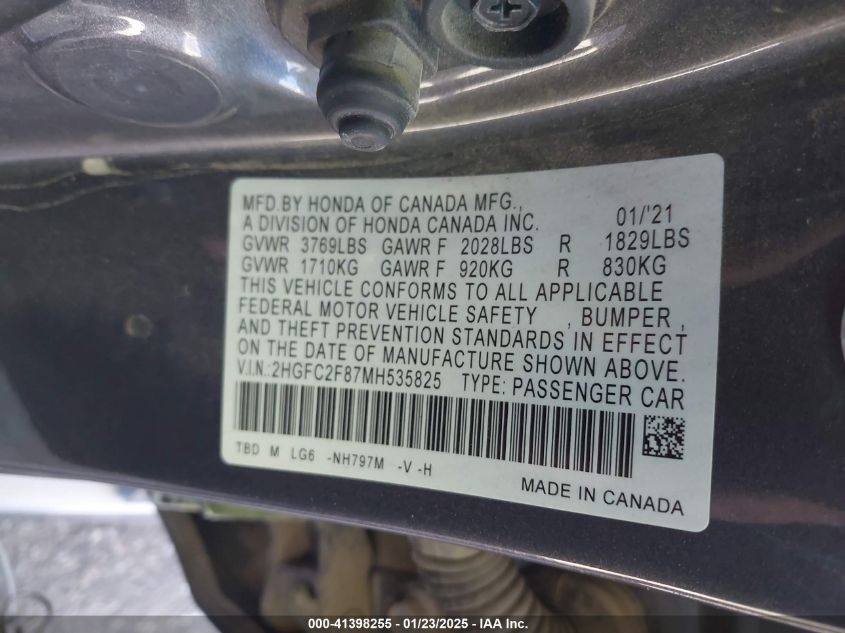 MFD.BY HONDA OF CANADA MFG.,
A DIVISION OF HONDA CANADA INC. 01/'21
GVWR 3769LBS GAWR F 2028LBS R 1829LBS
GVWR 1710KG GAWR F 920KG R 830KG
THIS VEHICLE CONFORMS TO ALL APPLICABLE
FEDERAL MOTOR VEHICLE SAFETY , BUMPER ,
AND THEFT PREVENTION STANDARDS IN EFFECT
ON THE DATE OF MANUFACTURE SHOWN ABOVE.
V.I.N.:2HGFC2F87MH535825 TYPE: PASSENGER CAR
TBD M LG6 -NH797M -V -H
MADE IN CANADA
000-41398255 - 01/23/2025 - IAA Inc.